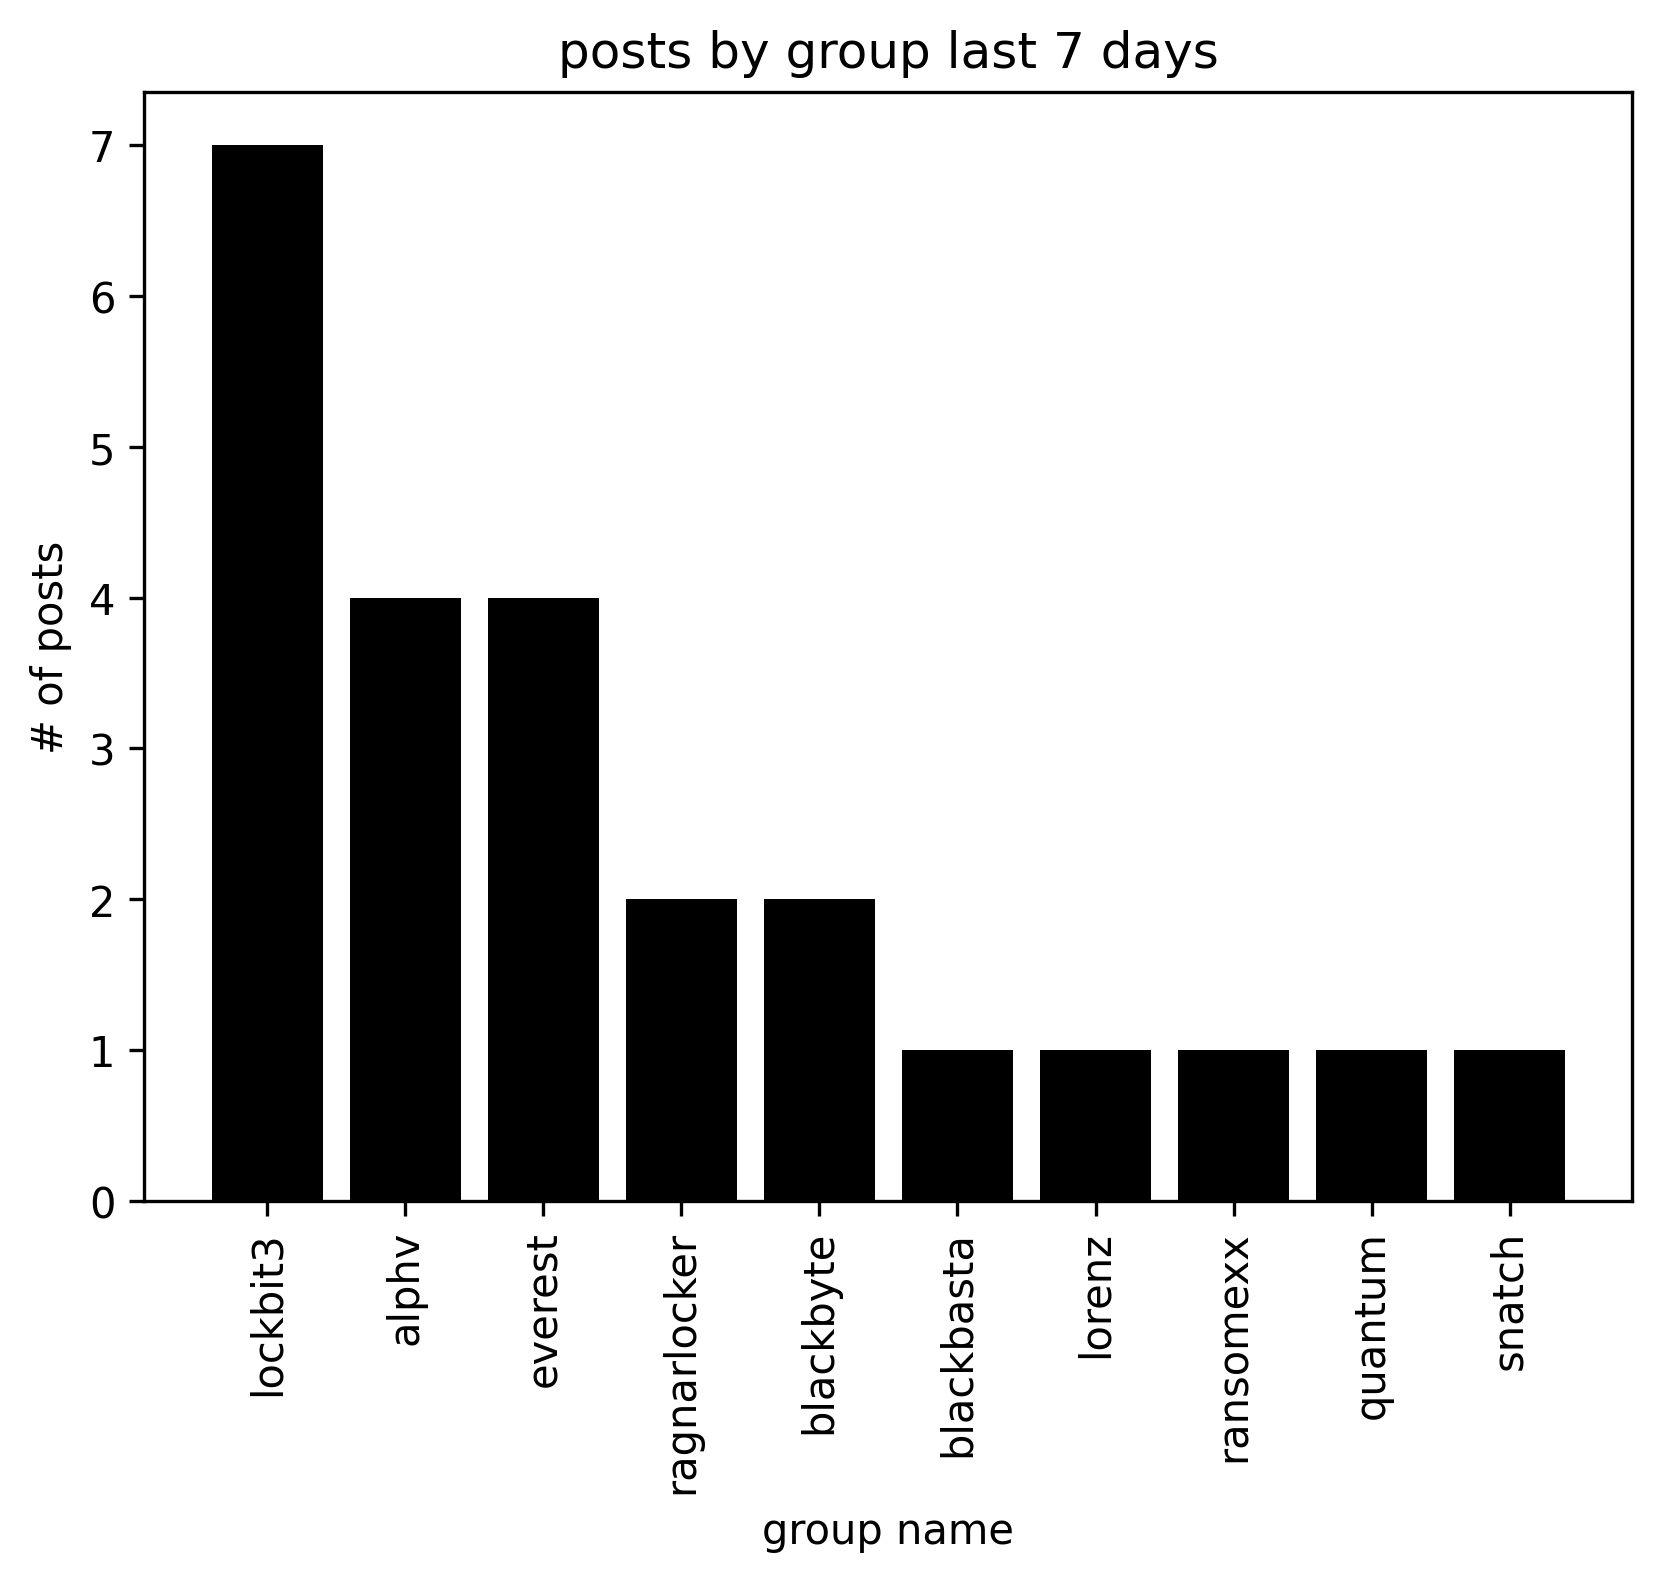 posts by group last 7 days
# of posts
7
6
5
4
3
2
1
0
lockbit3
alphv
everest
ragnarlocker
blackbyte
blackbasta
lorenz
ransomexx
quantum
snatch
group name